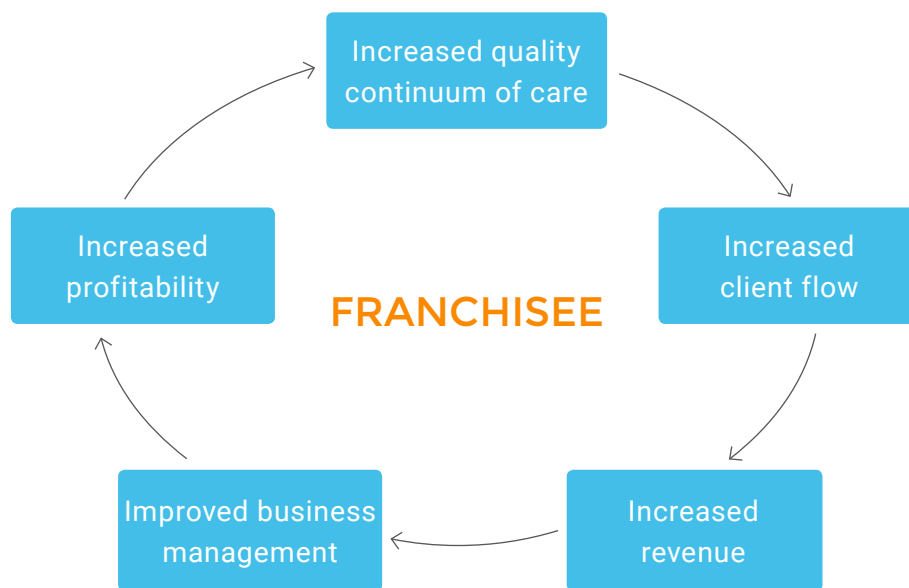 Increased quality
continuum of care
Increased
client flow
Increased
revenue
Improved business
management
Increased
profitability
FRANCHISEE